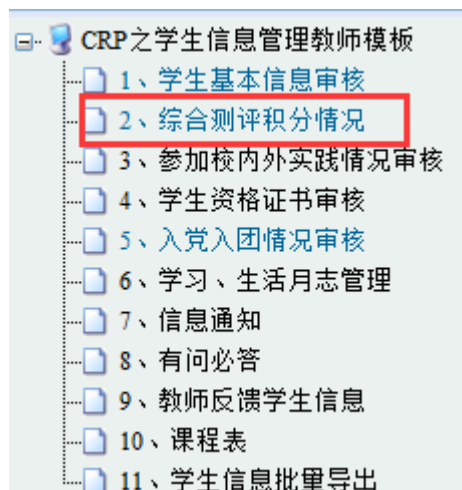 CRP之学生信息管理教师模板
1、学生基本信息审核
2、综合测评积分情况
3、参加校内外实践情况审核
4、学生资格证书审核
5、入党入团情况审核
6、学习、生活月志管理
7、信息通知
8、有问必答
9、教师反馈学生信息
10、课程表
11、学生信息批量导出